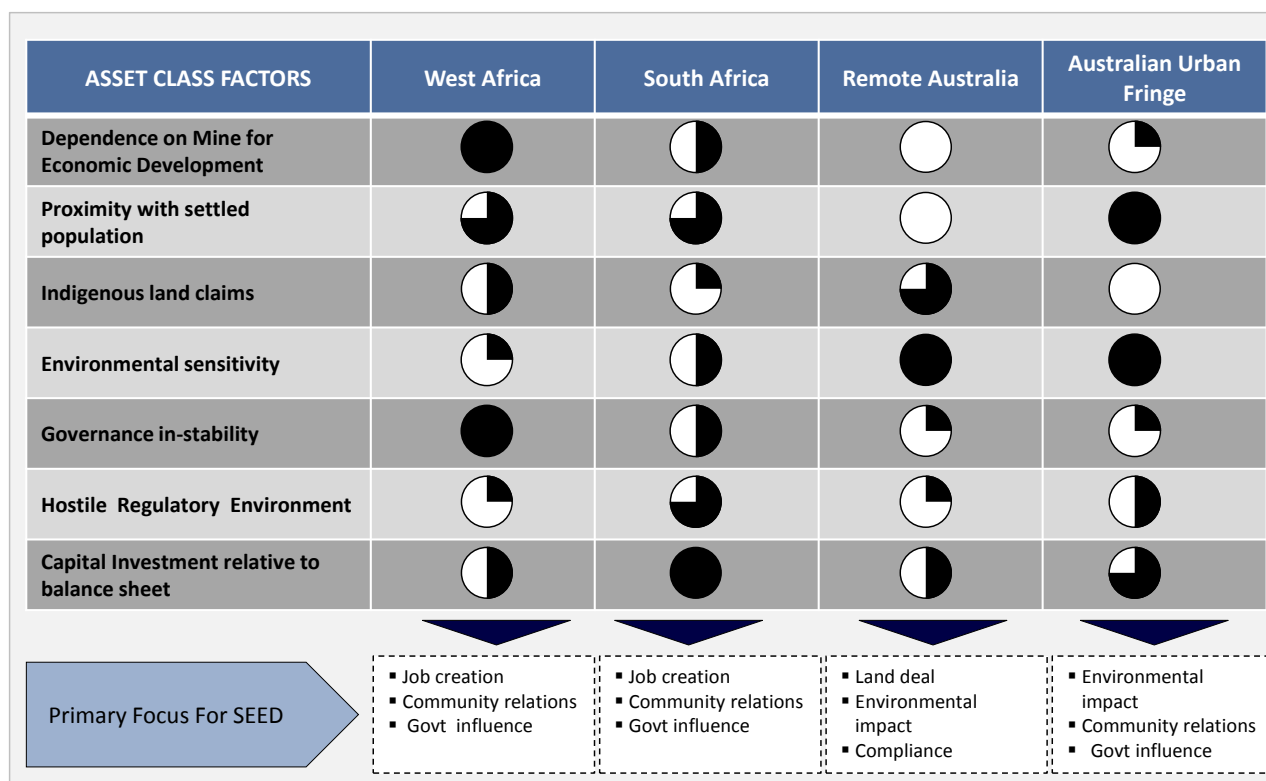 ASSET CLASS FACTORS
West Africa
South Africa
Remote Australia
Australian Urban
Fringe
Dependence on Mine for
Economic Development
Proximity with settled
population
Indigenous land claims
Environmental sensitivity
Governance in-stability
Hostile Regulatory Environment
Capital Investment relative to
balance sheet
Primary Focus For SEED
▪ Job creation
▪ Community relations
▪ Govt influence
▪ Job creation
▪ Community relations
▪ Govt influence
▪ Land deal
▪ Environmental
impact
▪ Compliance
▪ Environmental
impact
▪ Community relations
▪ Govt influence